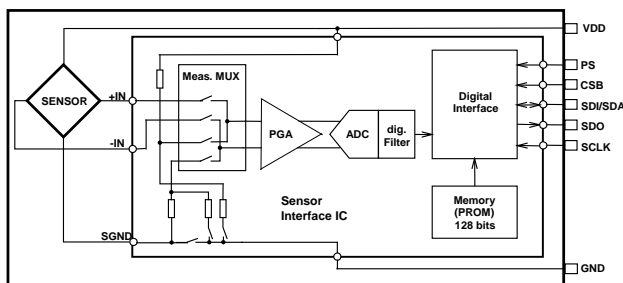 VDD
PS
CSB
SDI/SDA
SDO
SCLK
GND
SENSOR
+IN
-IN
SGND
Meas. MUX
PGA
ADC
dig.
Filter
Digital
Interface
Memory
(PROM)
128 bits
Sensor
Interface IC